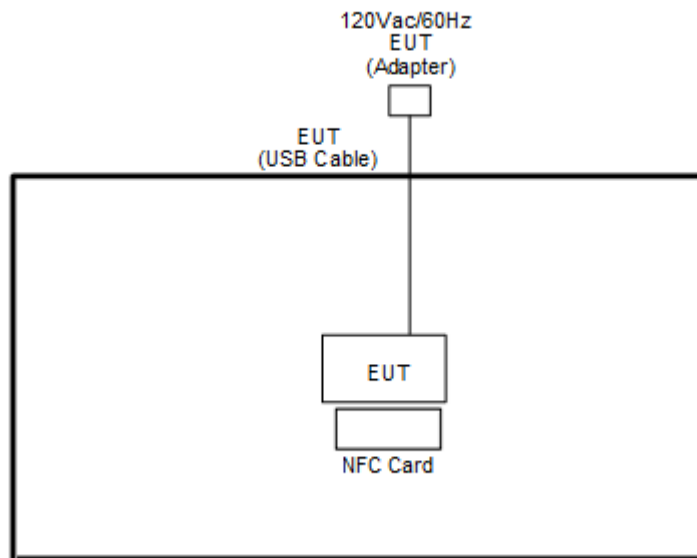 120Vac/60Hz
EUT
(Adapter)
EUT
(USB Cable)
EUT
NFC Card